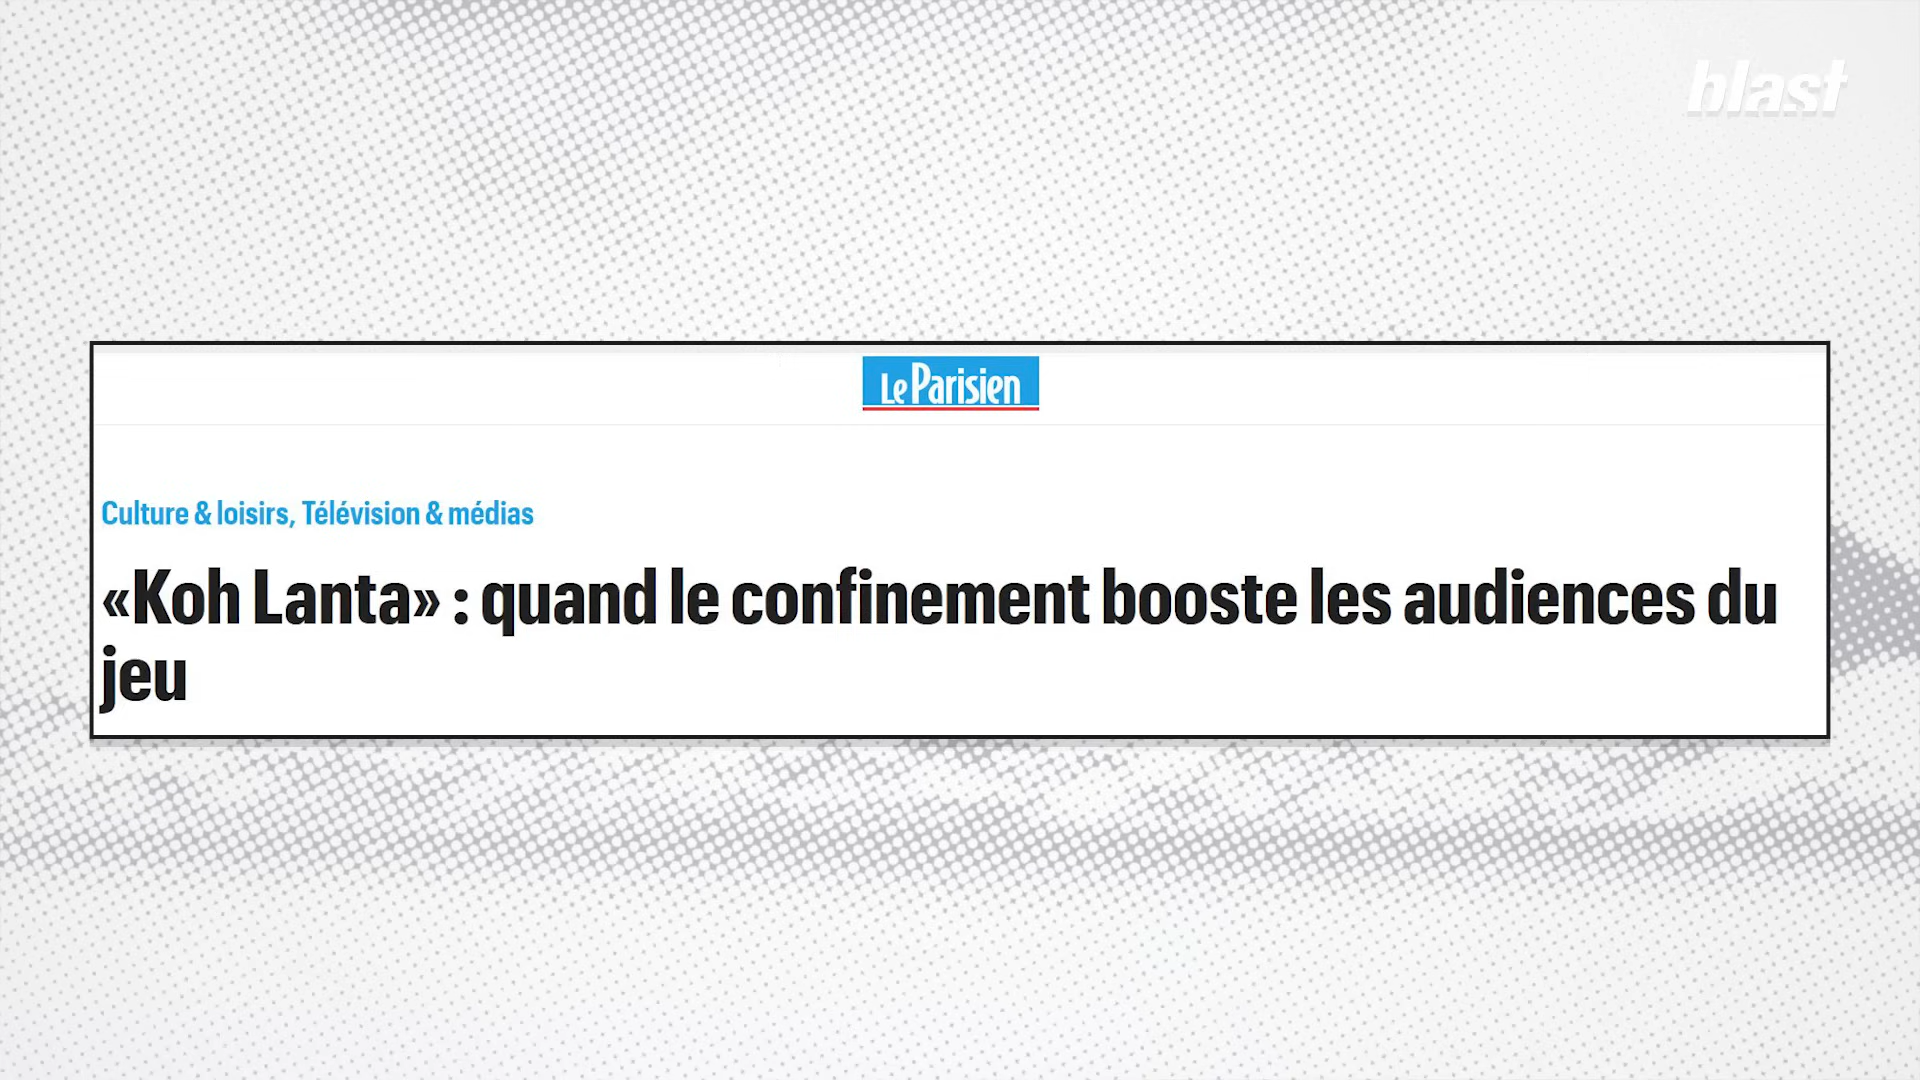 blast
Le Parisien
Culture & loisirs, Télévision & médias
«Koh Lanta» : quand le confinement booste les audiences du
jeu